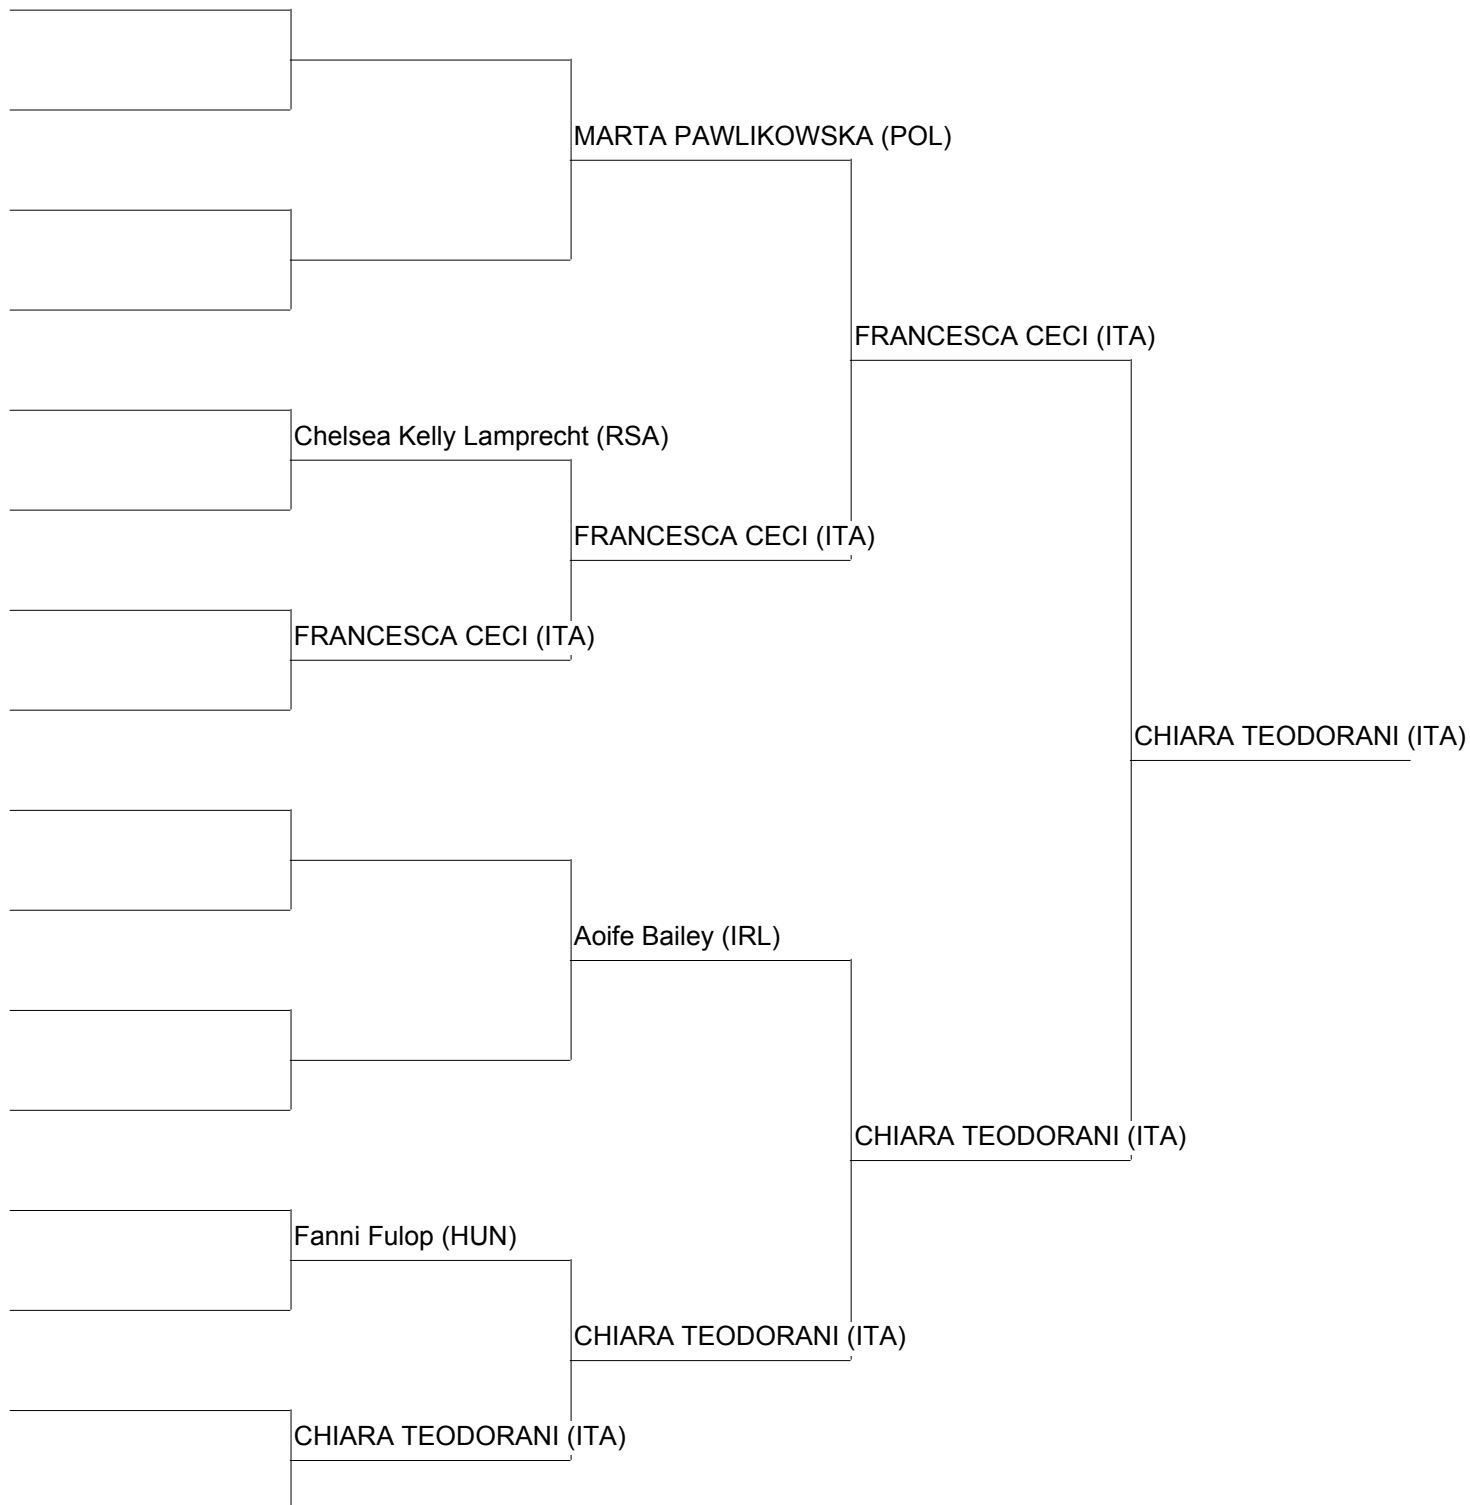 MARTA PAWLIKOWSKA (POL)
FRANCESCA CECI (ITA)
Chelsea Kelly Lamprecht (RSA)
FRANCESCA CECI (ITA)
FRANCESCA CECI (ITA)
CHIARA TEODORANI (ITA)
Aoife Bailey (IRL)
CHIARA TEODORANI (ITA)
Fanni Fulop (HUN)
CHIARA TEODORANI (ITA)
CHIARA TEODORANI (ITA)